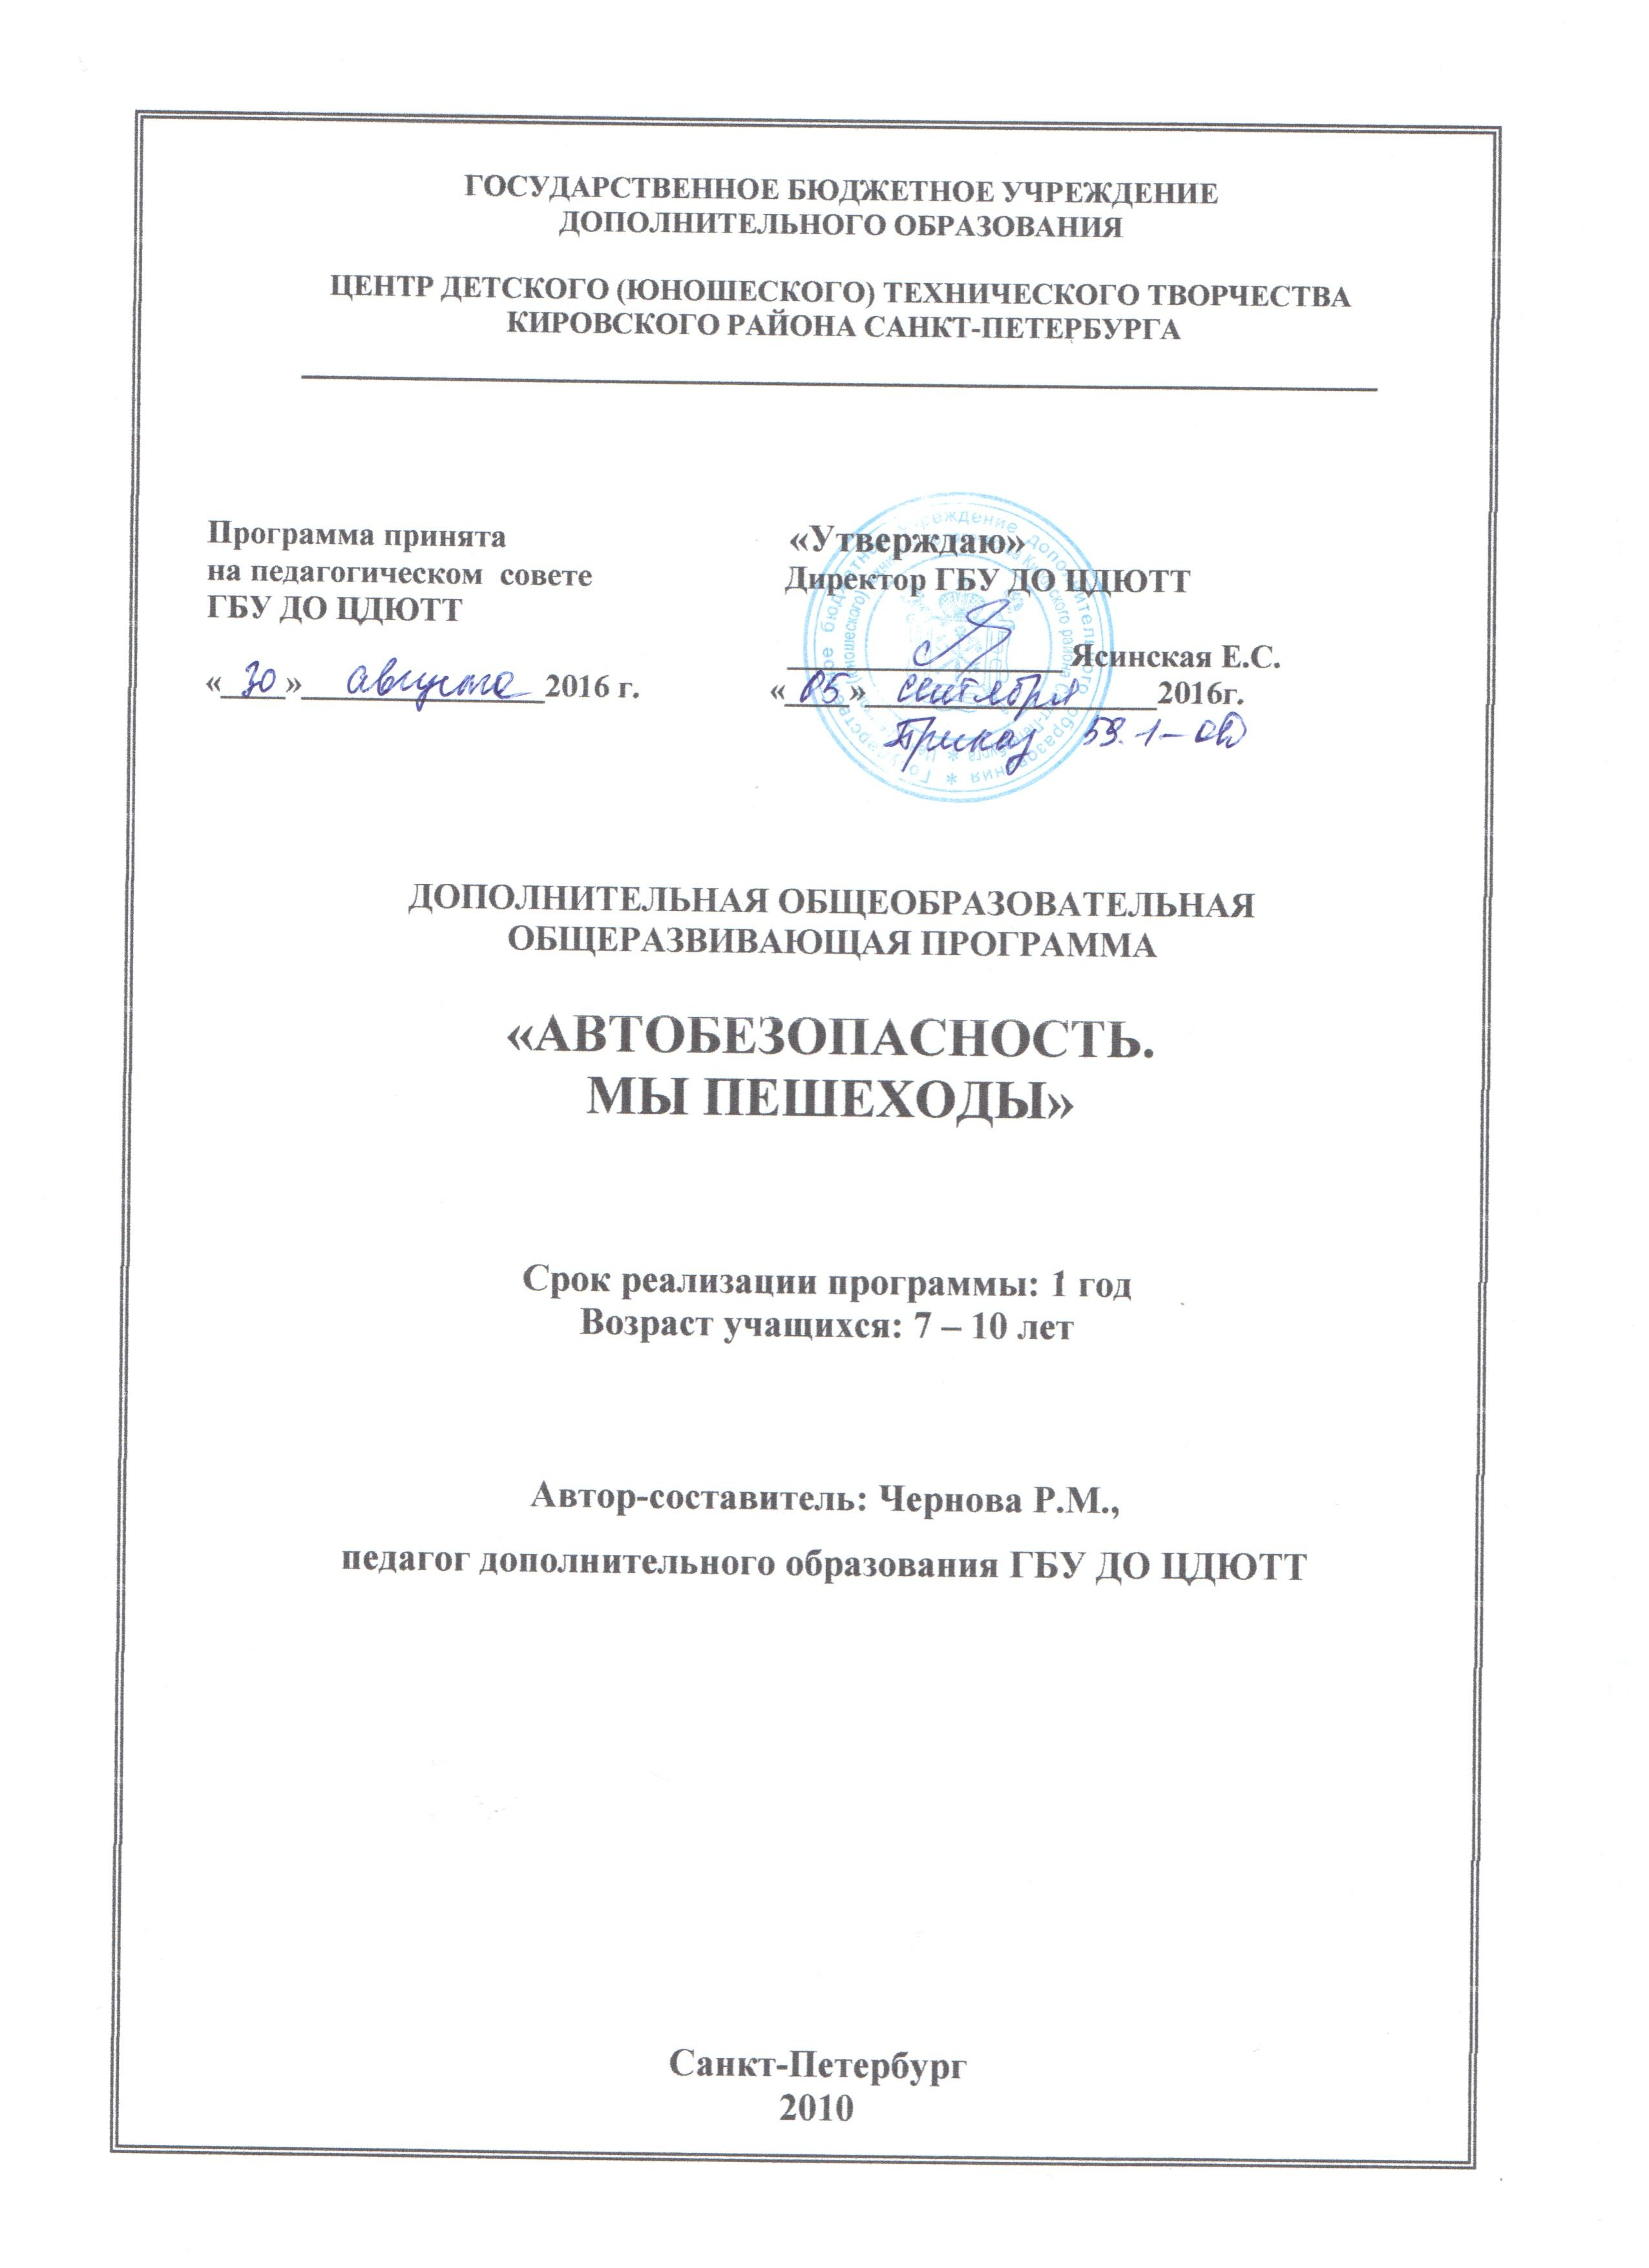 ГОСУДАРСТВЕННОЕ БЮДЖЕТНОЕ УЧРЕЖДЕНИЕ
ДОПОЛНИТЕЛЬНОГО ОБРАЗОВАНИЯ
ЦЕНТР ДЕТСКОГО (ЮНОШЕСКОГО) ТЕХНИЧЕСКОГО ТВОРЧЕСТВА
КИРОВСКОГО РАЙОНА САНКТ-ПЕТЕРБУРГА
Программа принята
на педагогическом совете
ГБУ ДО ЦДЮТТ
«30» августа 2016 г.
«Утверждаю»
Директор ГБУ ДО ЦДЮТТ
Ясинская Е.С.
«05» сентября 2016г.
Приказ 59.1-ОД
ДОПОЛНИТЕЛЬНАЯ ОБЩЕОБРАЗОВАТЕЛЬНАЯ
ОБЩЕРАЗВИВАЮЩАЯ ПРОГРАММА
«АВТОБЕЗОПАСНОСТЬ.
МЫ ПЕШЕХОДЫ»
Срок реализации программы: 1 год
Возраст учащихся: 7 – 10 лет
Автор-составитель: Чернова Р.М.,
педагог дополнительного образования ГБУ ДО ЦДЮТТ
Санкт-Петербург
2010